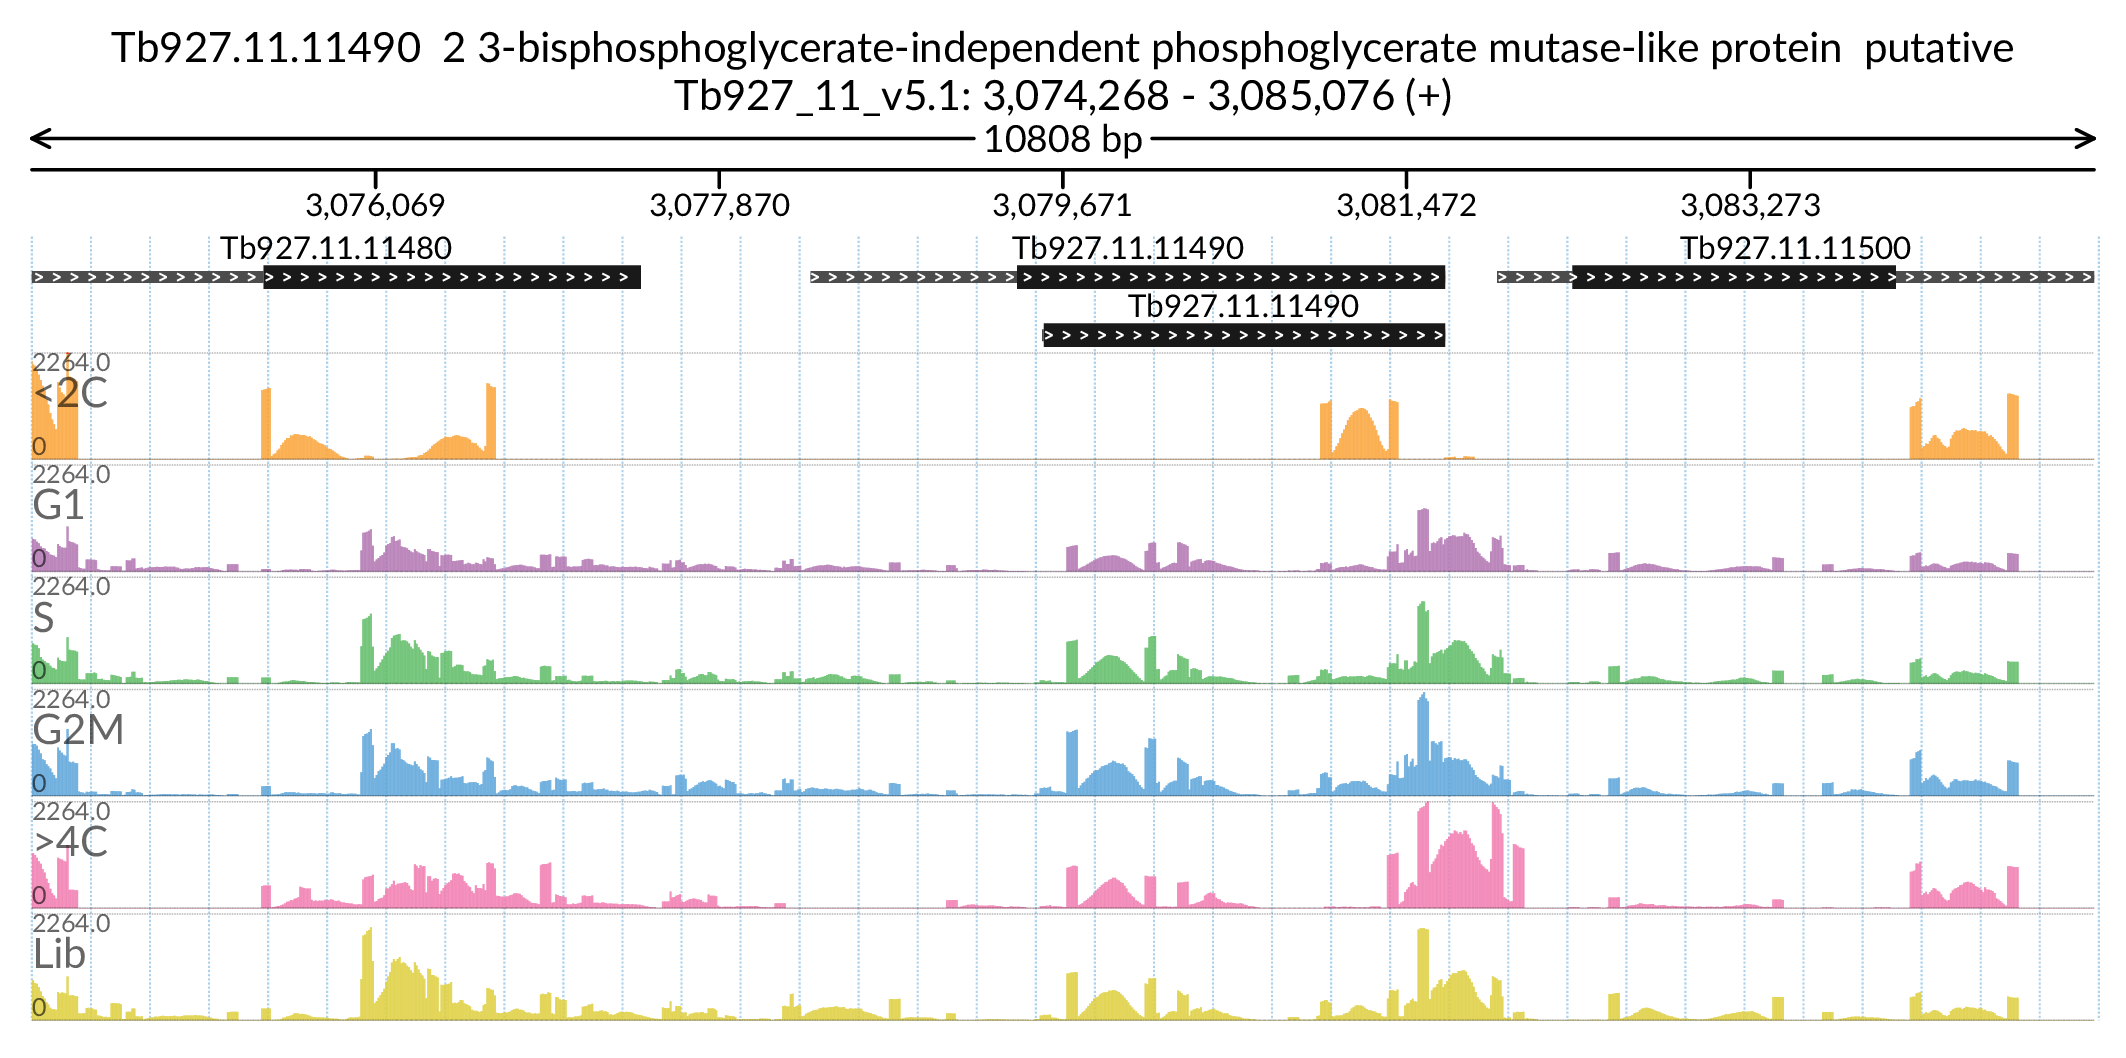 Tb927.11.11490 2 3-bisphosphoglycerate-independent phosphoglycerate mutase-like protein putative
Tb927_11_v5.1: 3,074,268 - 3,085,076 (+)
10808 bp
3,076,069 3,077,870 3,079,671 3,081,472 3,083,273
Tb927.11.11480 Tb927.11.11490 Tb927.11.11500
Tb927.11.11490
2264.0
<2C
0
2264.0
G1
0
2264.0
S
0
2264.0
G2M
0
2264.0
>4C
0
2264.0
Lib
0